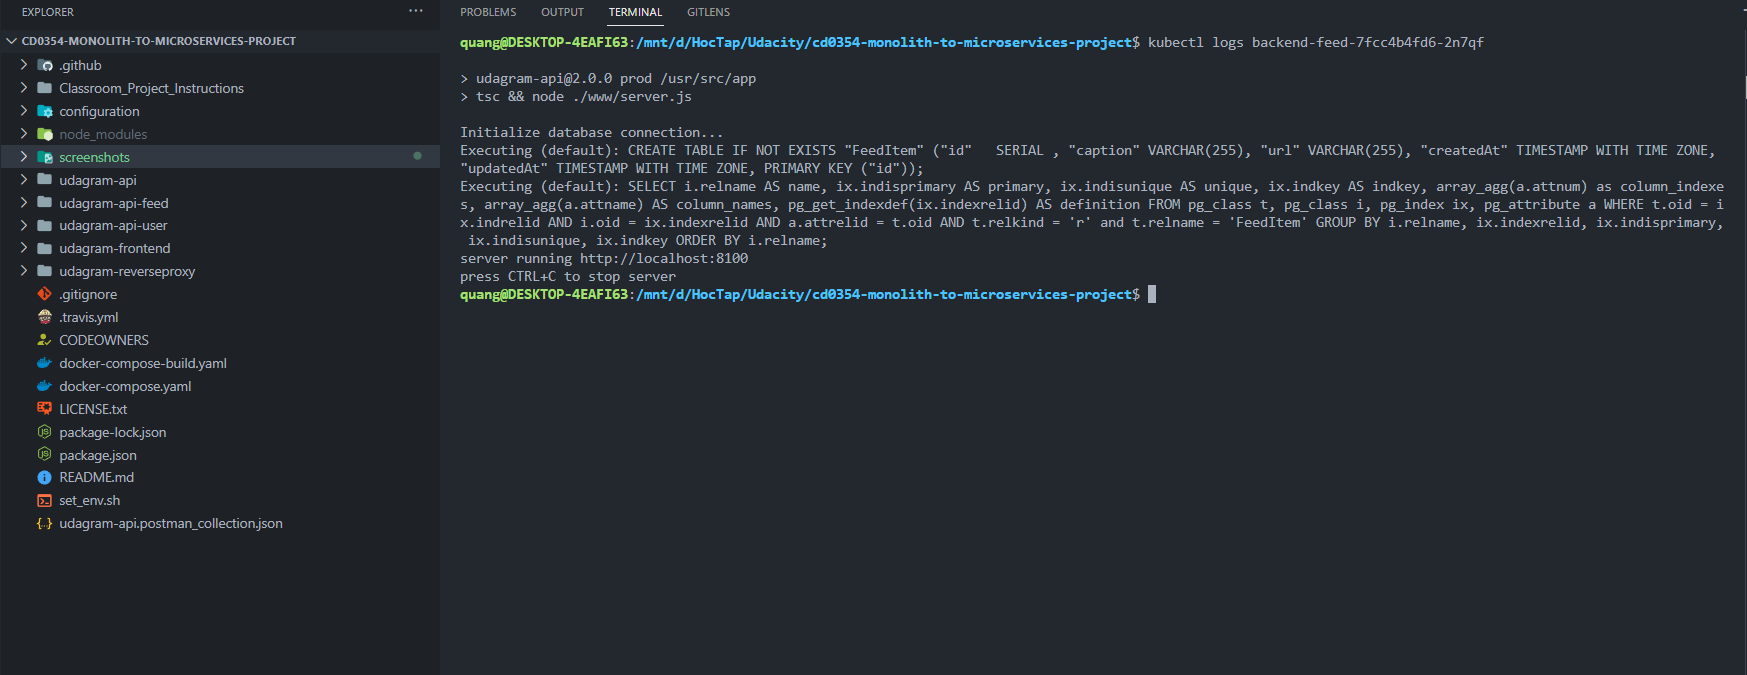 EXPLORER
CD0354-MONOLITH-TO-MICROSERVICES-PROJECT
.github
Classroom_Project_Instructions
configuration
node_modules
screenshots
udagram-api
udagram-api-feed
udagram-api-user
udagram-frontend
udagram-reverseproxy
.gitignore
.travis.yml
CODEOWNERS
docker-compose-build.yaml
docker-compose.yaml
LICENSE.txt
package-lock.json
package.json
README.md
set_env.sh
udagram-api.postman_collection.json
PROBLEMS OUTPUT TERMINAL GITLENS
quang@DESKTOP-4EAFI63:/mnt/d/HocTap/Udacity/cd0354-monolith-to-microservices-project$ kubectl logs backend-feed-7fcc4b4fd6-2n7qf
> udagram-api@2.0.0 prod /usr/src/app
> tsc && node ./www/server.js
Initialize database connection...
Executing (default): CREATE TABLE IF NOT EXISTS "FeedItem" ("id"   SERIAL , "caption" VARCHAR(255), "url" VARCHAR(255), "createdAt" TIMESTAMP WITH TIME ZONE,
"updatedAt" TIMESTAMP WITH TIME ZONE, PRIMARY KEY ("id"));
Executing (default): SELECT i.relname AS name, ix.indisprimary AS primary, ix.indisunique AS unique, ix.indkey AS indkey, array_agg(a.attnum) as column_indexe
s, array_agg(a.attname) AS column_names, pg_get_indexdef(ix.indexrelid) AS definition FROM pg_class t, pg_class i, pg_index ix, pg_attribute a WHERE t.oid = i
x.indrelid AND i.oid = ix.indexrelid AND a.attrelid = t.oid AND t.relkind = 'r' and t.relname = 'FeedItem' GROUP BY i.relname, ix.indexrelid, ix.indisprimary,
ix.indisunique, ix.indkey ORDER BY i.relname;
server running http://localhost:8100
press CTRL+C to stop server
quang@DESKTOP-4EAFI63:/mnt/d/HocTap/Udacity/cd0354-monolith-to-microservices-project$